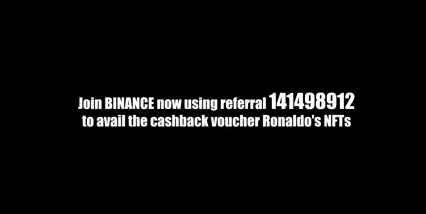 Join BINANCE now using referral 141498912
to avail the cashback voucher Ronaldo's NFTs